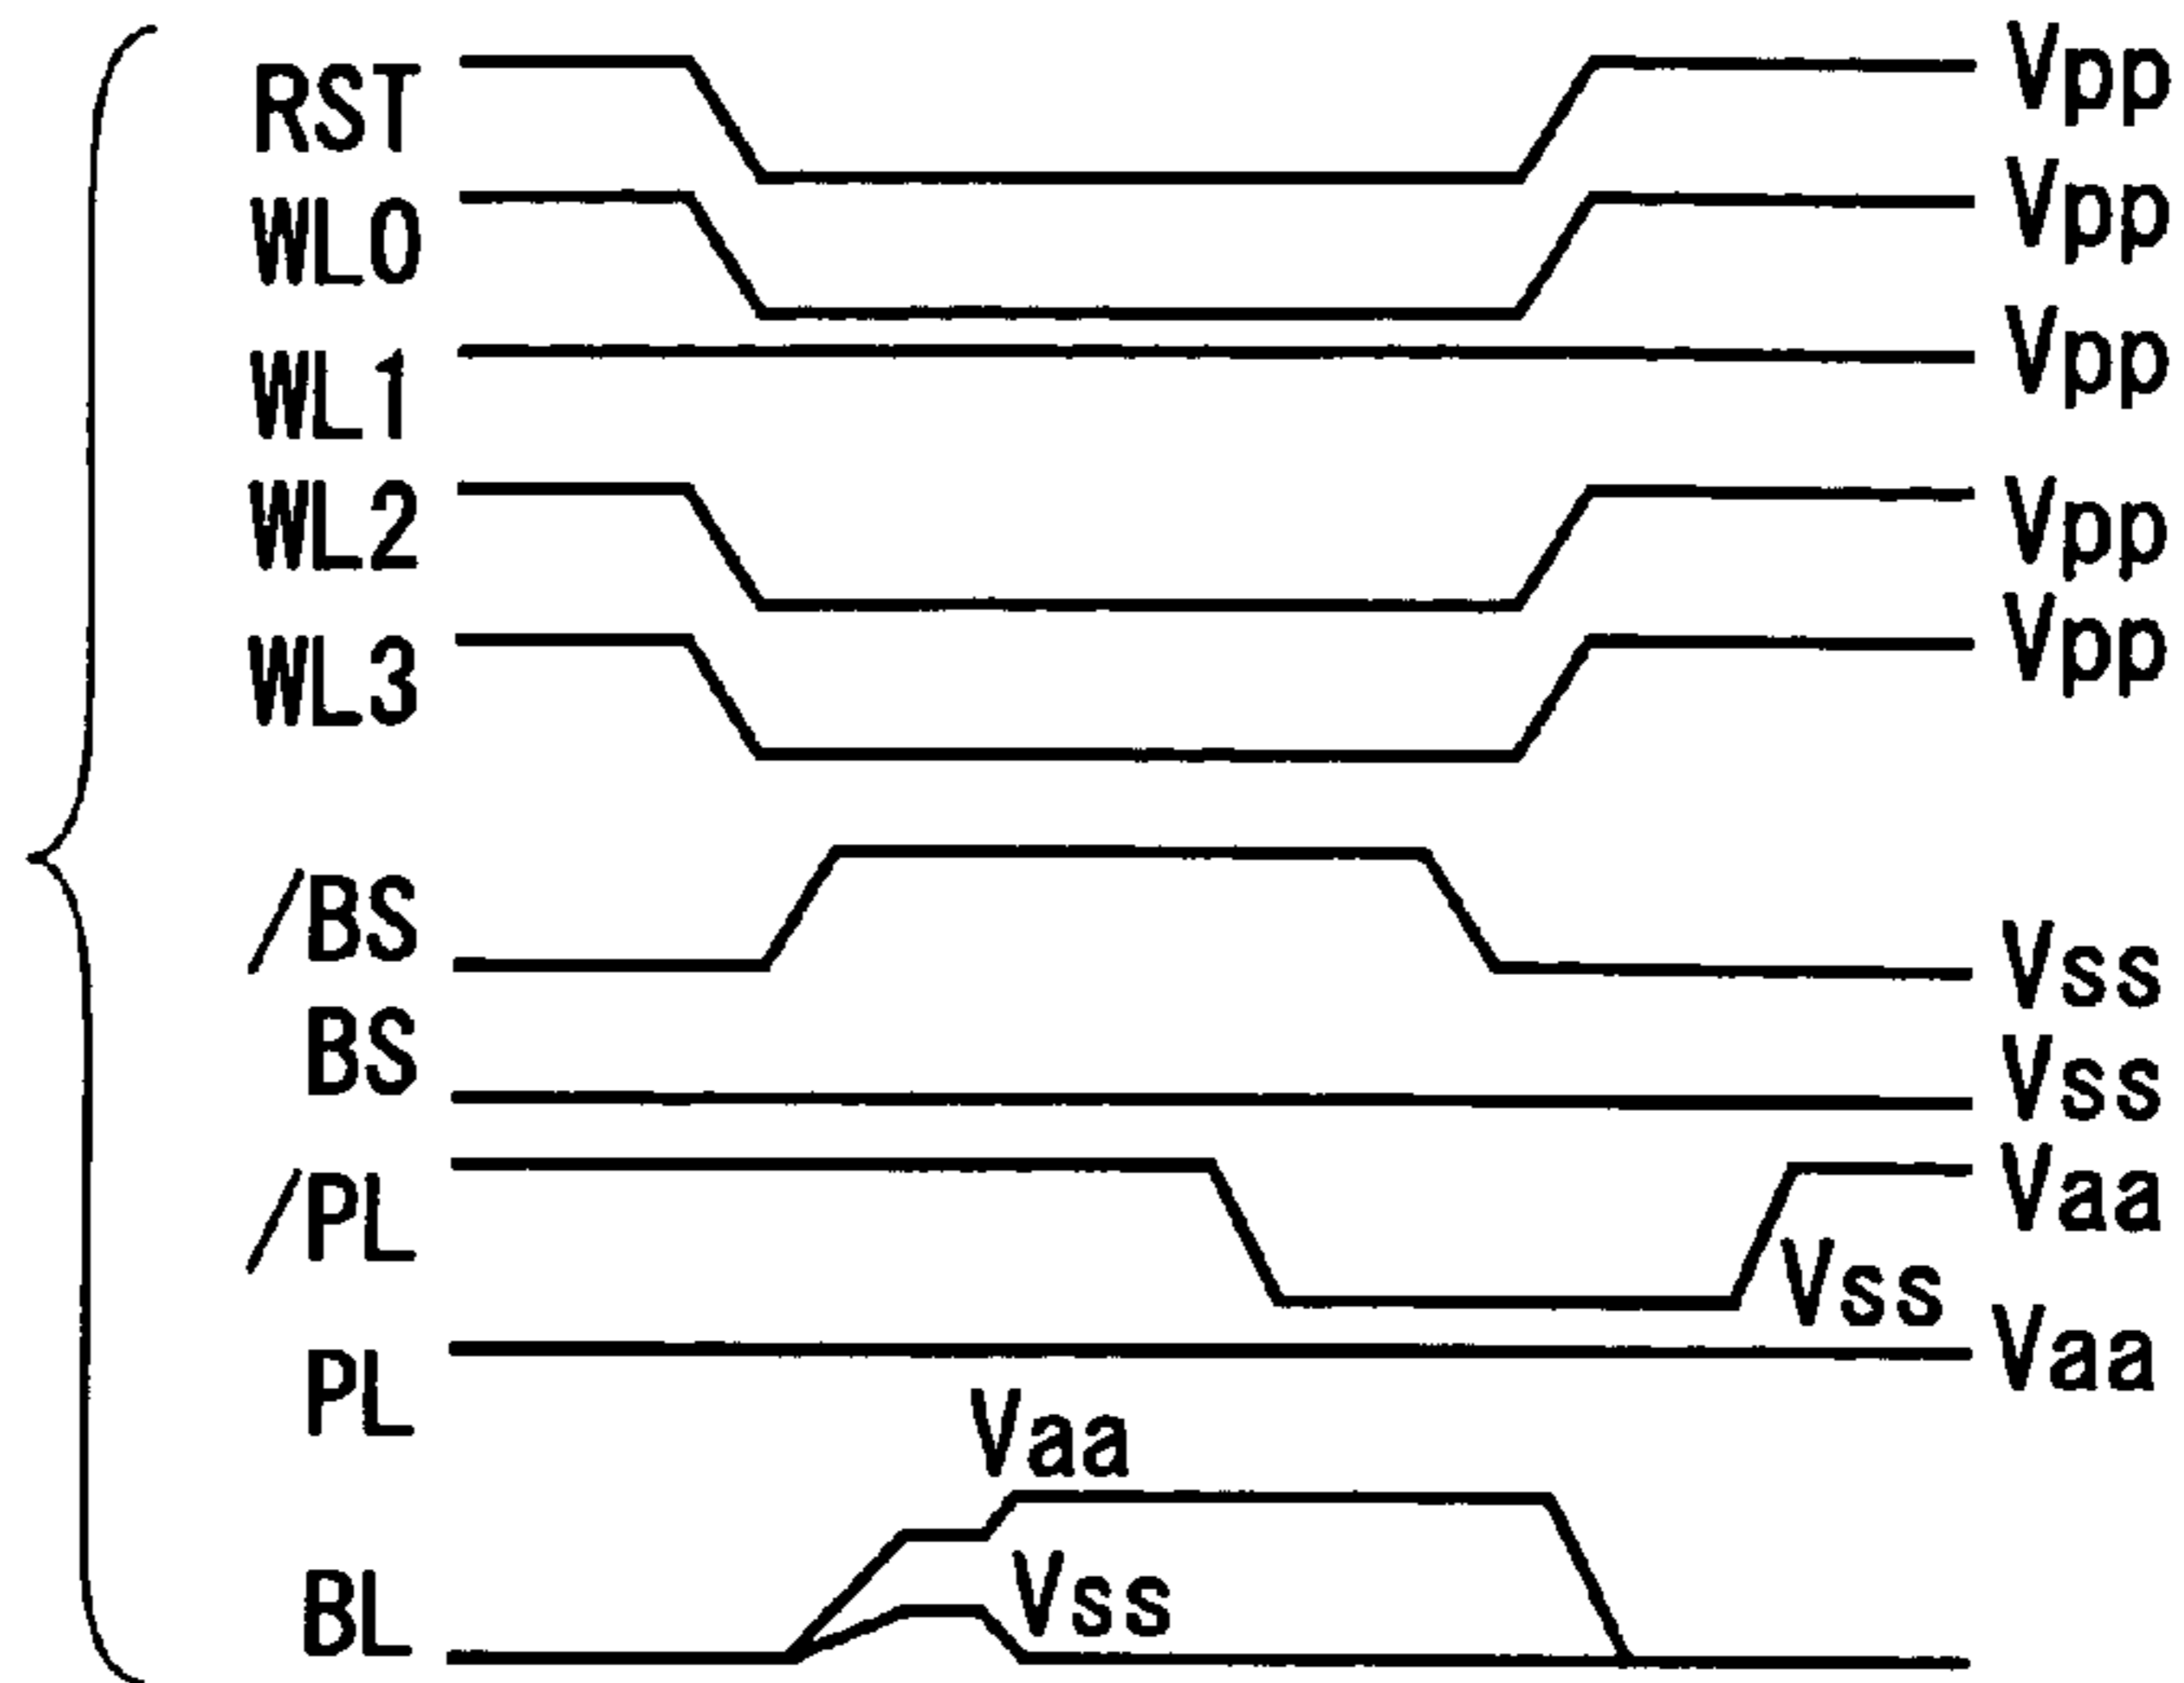 RST Vpp
WL0 Vpp
WL1 Vpp
WL2 Vpp
WL3 Vpp
/BS Vss
BS Vss
/PL Vaa
Vss
PL Vaa
Vaa
BL Vss